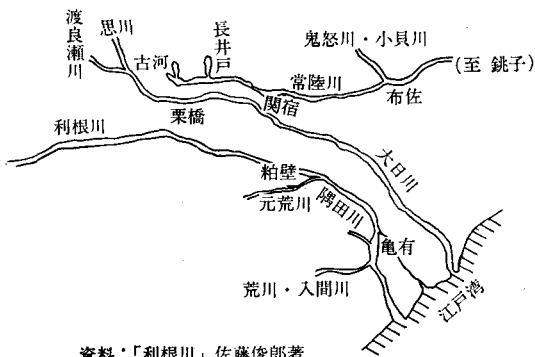 渡良瀬川
思川
古河
長井戸
鬼怒川・小貝川
(至 銚子)
常陸川
布佐
関宿
栗橋
利根川
大日川
粕壁
元荒川
隅田川
亀有
荒川・入間川
江戸湾
資料:「利根川」佐藤俊郎著